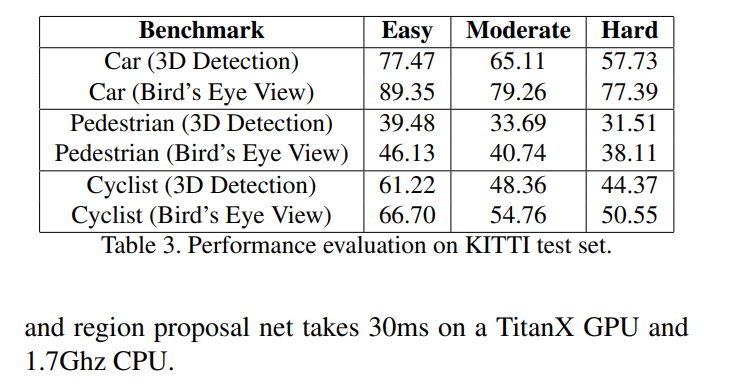 Benchmark Easy Moderate Hard
Car (3D Detection) 77.47 65.11 57.73
Car (Bird's Eye View) 89.35 79.26 77.39
Pedestrian (3D Detection) 39.48 33.69 31.51
Pedestrian (Bird's Eye View) 46.13 40.74 38.11
Cyclist (3D Detection) 61.22 48.36 44.37
Cyclist (Bird's Eye View) 66.70 54.76 50.55
Table 3. Performance evaluation on KITTI test set.
and region proposal net takes 30ms on a TitanX GPU and
1.7Ghz CPU.